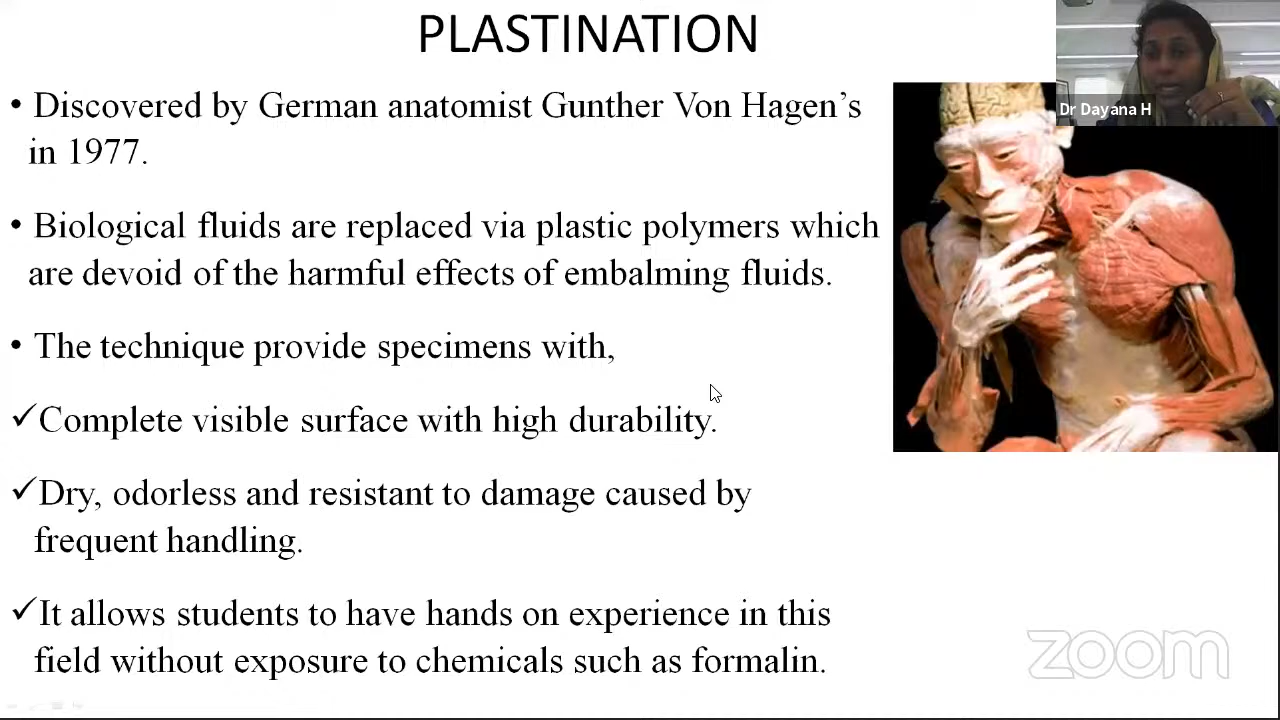 PLASTINATION
• Discovered by German anatomist Gunther Von Hagen’s
in 1977.
• Biological fluids are replaced via plastic polymers which
are devoid of the harmful effects of embalming fluids.
• The technique provide specimens with,
✓Complete visible surface with high durability.
✓Dry, odorless and resistant to damage caused by
frequent handling.
✓It allows students to have hands on experience in this
field without exposure to chemicals such as formalin.
Dr Dayana H
zoom